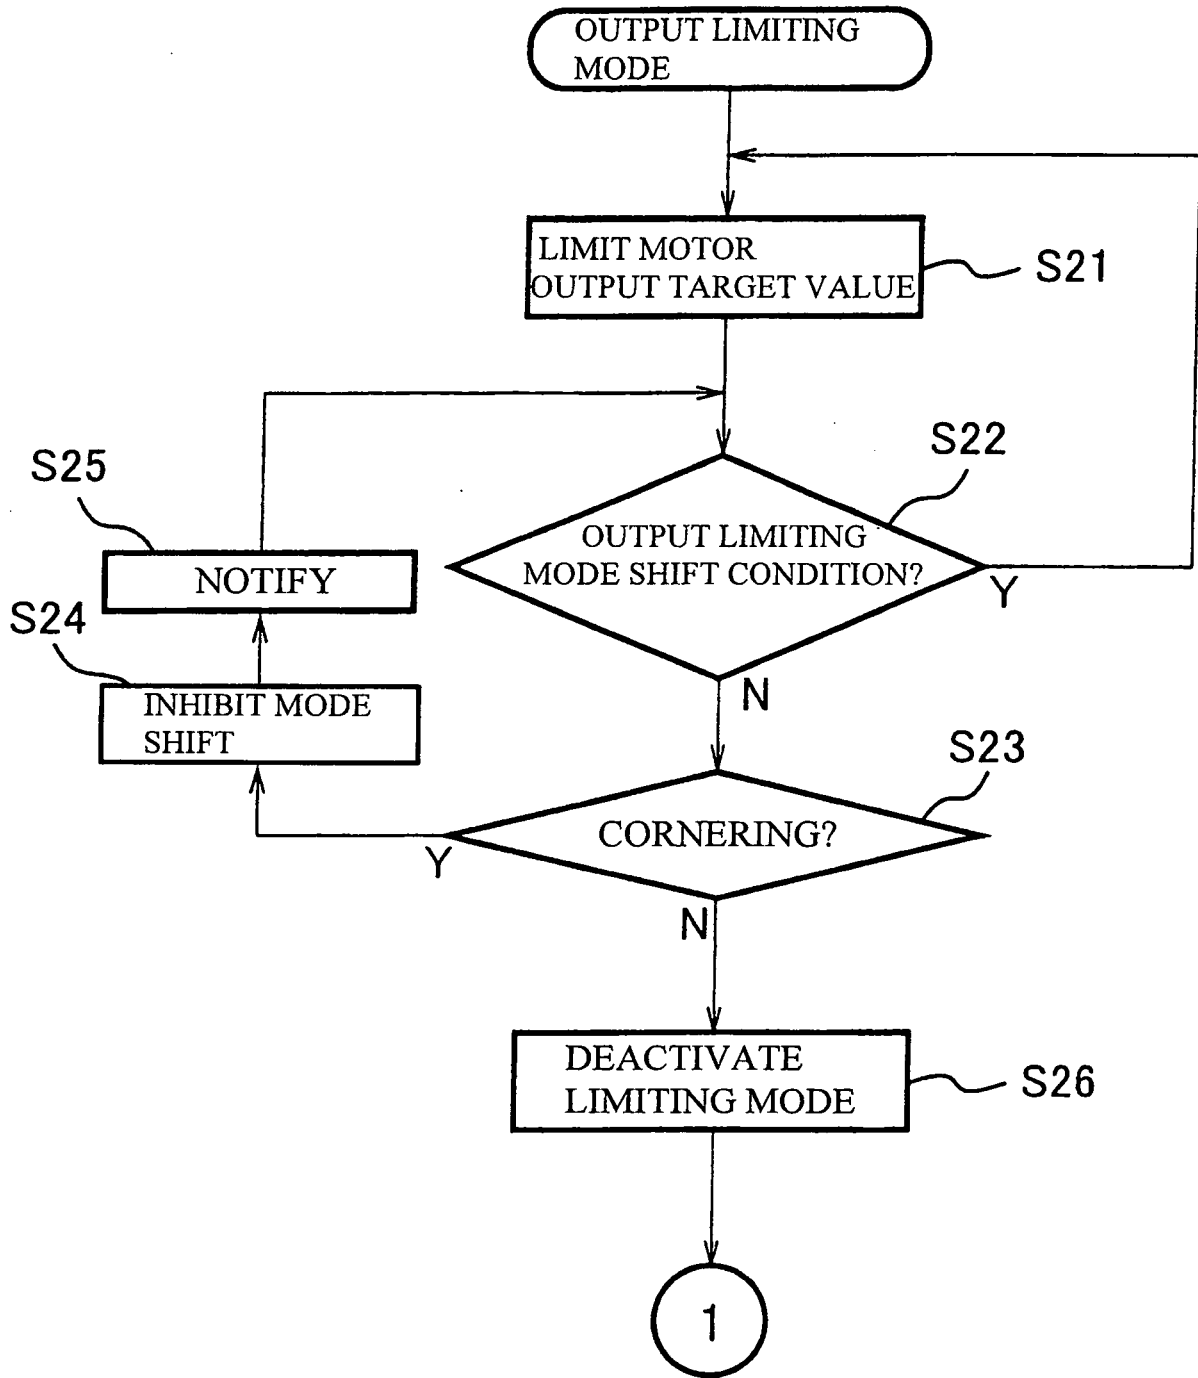 OUTPUT LIMITING
MODE
LIMIT MOTOR
OUTPUT TARGET VALUE
S21
S22
OUTPUT LIMITING
MODE SHIFT CONDITION?
Y
N
S25
NOTIFY
S24
INHIBIT MODE
SHIFT
S23
CORNERING?
Y
N
DEACTIVATE
LIMITING MODE
S26
1